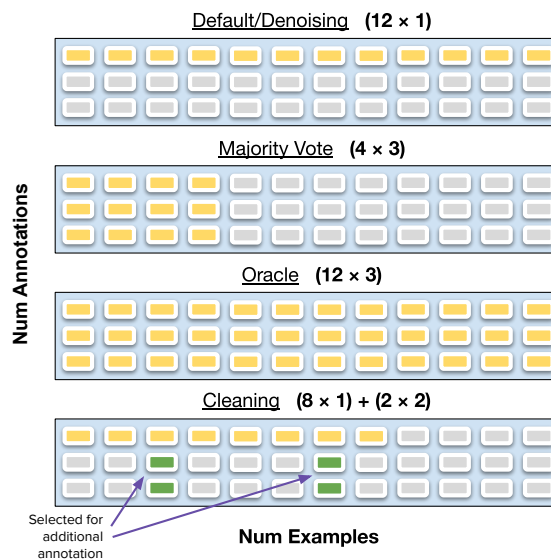 Default/Denoising (12 × 1)
Majority Vote (4 × 3)
Num Annotations
Oracle (12 × 3)
Cleaning (8 × 1) + (2 × 2)
Selected for
additional
annotation
Num Examples